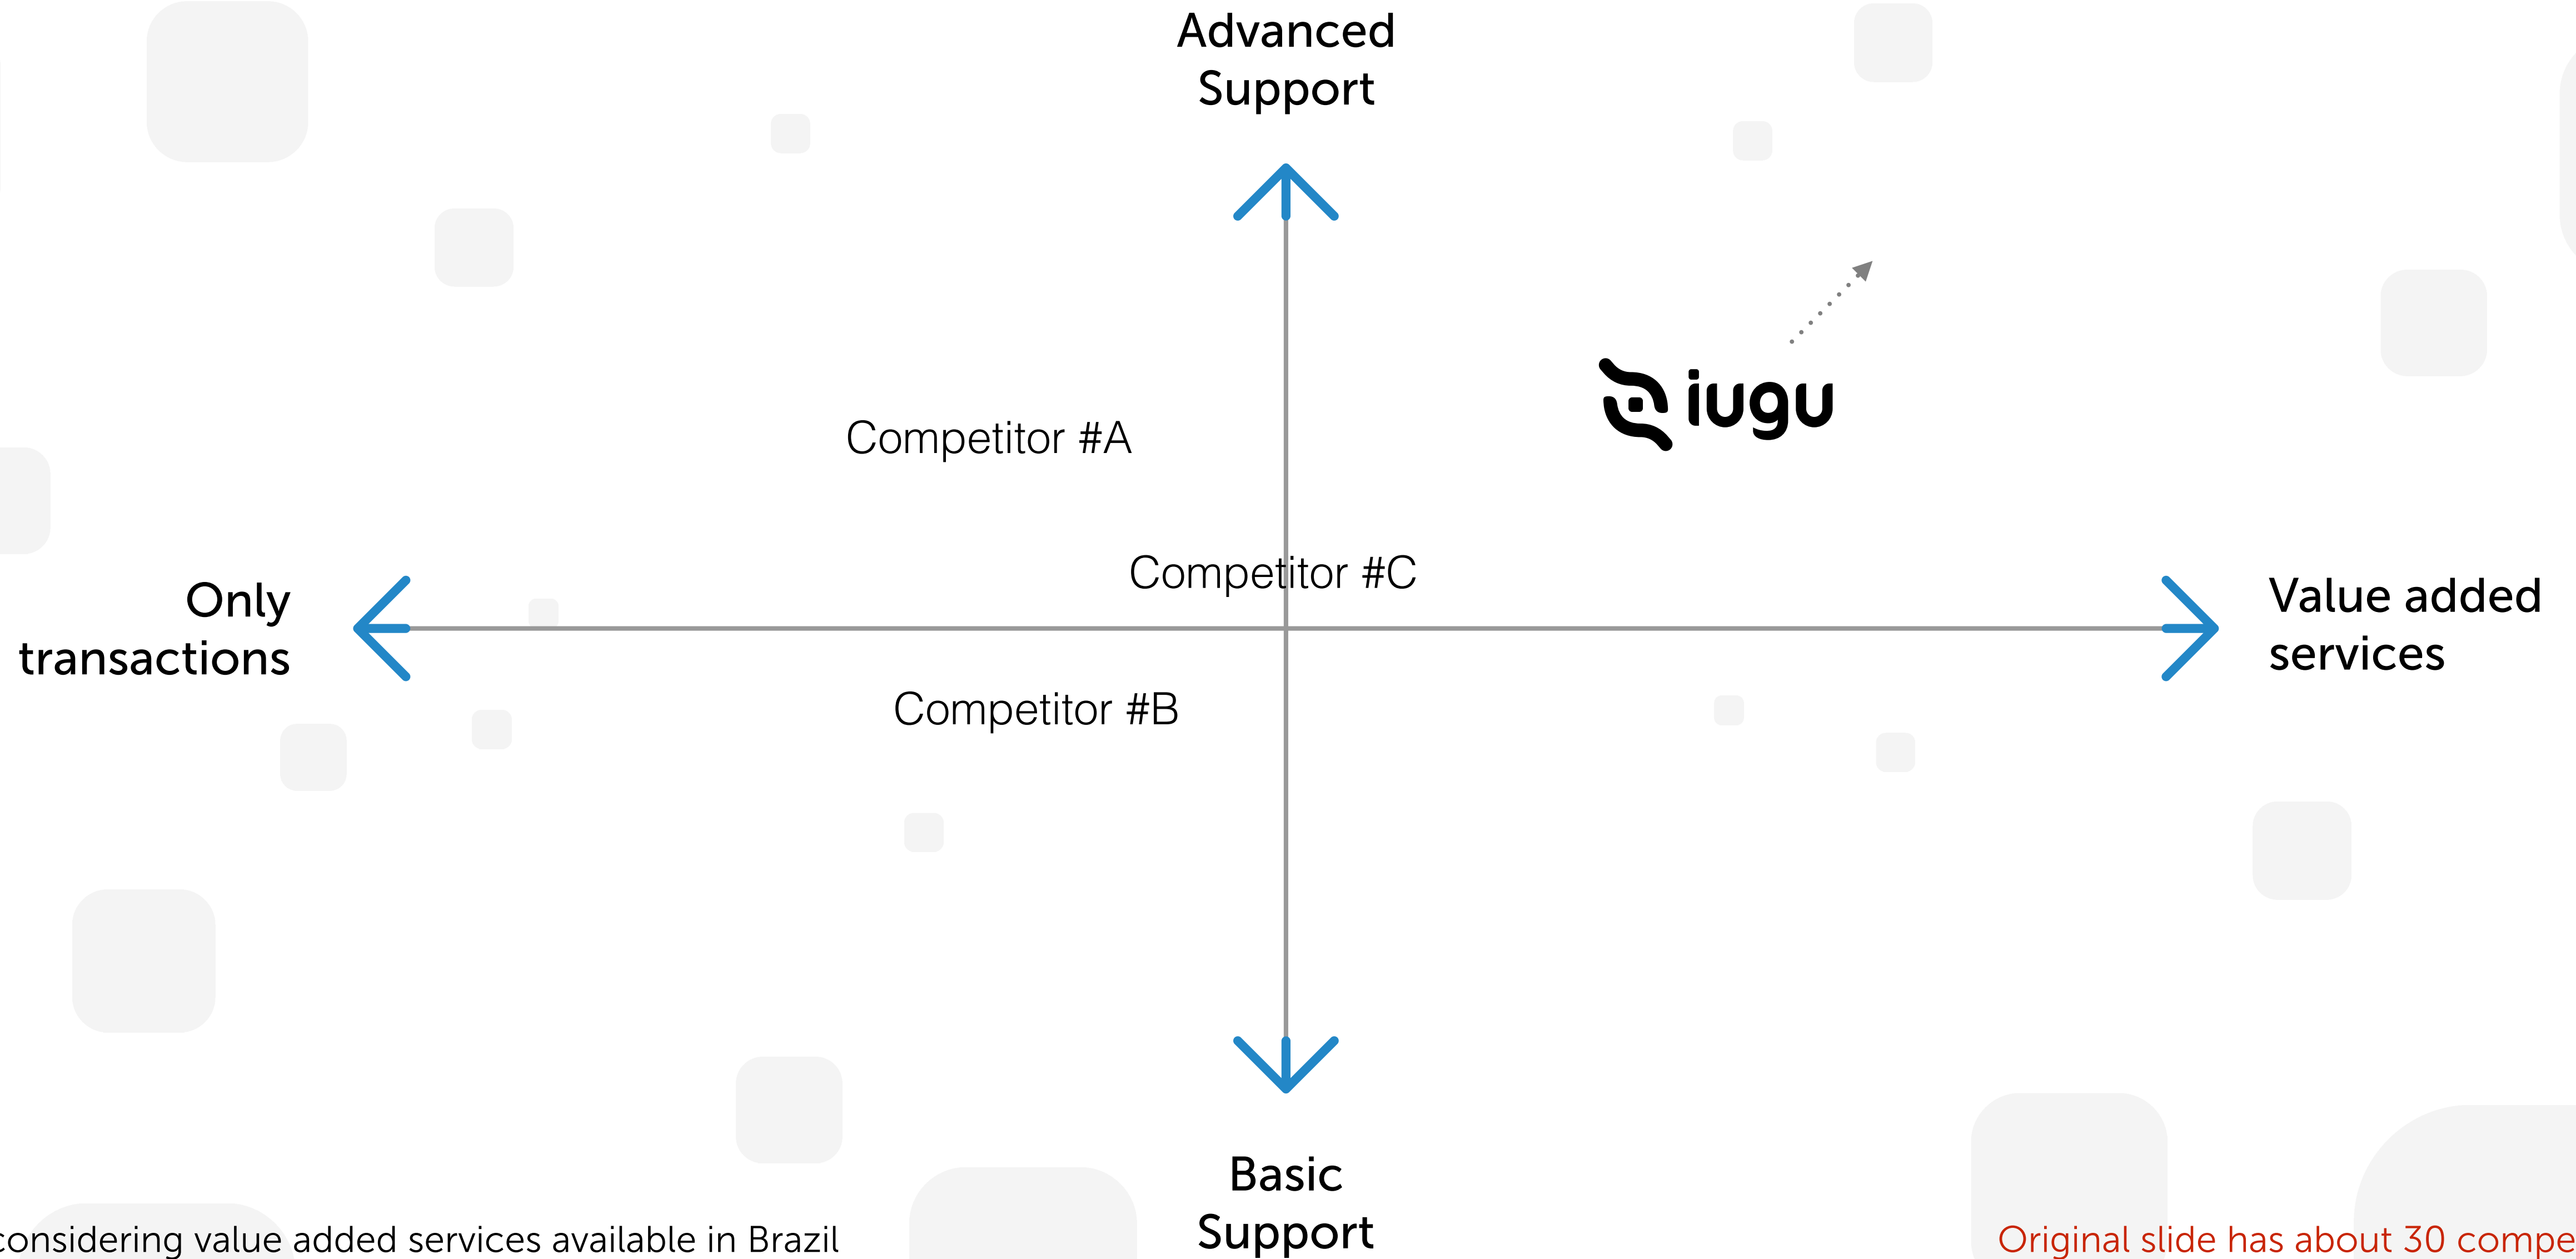 Advanced
Support
iugu
Competitor #A
Competitor #C
Only
transactions
Value added
services
Competitor #B
Basic
Support
considering value added services available in Brazil
Original slide has about 30